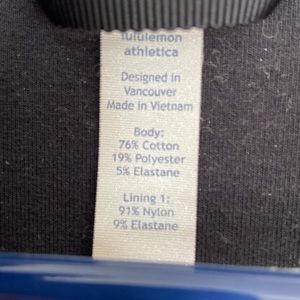 lululemon
athletica
Designed in
Vancouver
Made in Vietnam
Body:
76% Cotton
19% Polyester
5% Elastane
Lining 1:
91% Nylon
9% Elastane